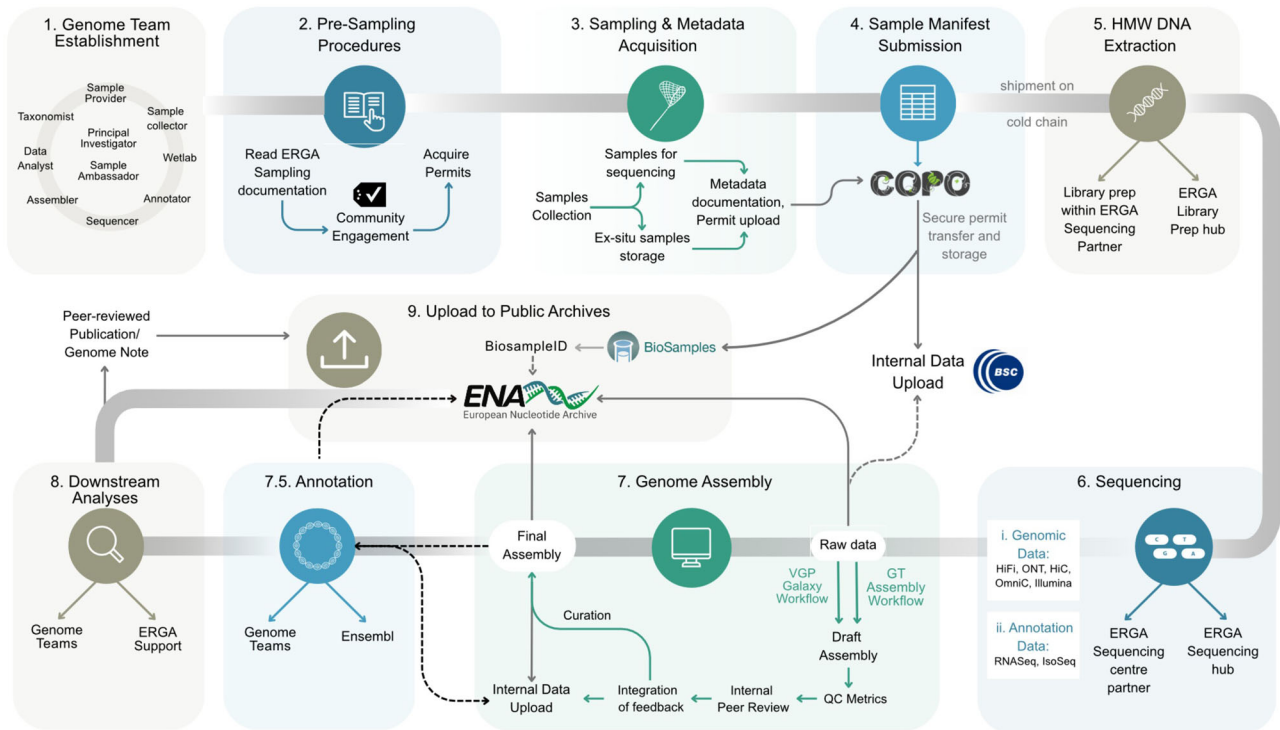 1. Genome Team
Establishment
Sample
Provider
Taxonomist
Sample
collector
Principal
Investigator
Data
Analyst
Sample
Ambassador
Wetlab
Assembler
Annotator
Sequencer
2. Pre-Sampling
Procedures
Read ERGA
Sampling
documentation
Community
Engagement
Acquire
Permits
3. Sampling & Metadata
Acquisition
Samples for
sequencing
Samples
Collection
Ex-situ samples
storage
Metadata
documentation,
Permit upload
4. Sample Manifest
Submission
COPO
Secure permit
transfer and
storage
shipment on
cold chain
5. HMW DNA
Extraction
Library prep
within ERGA
Sequencing
Partner
ERGA
Library
Prep hub
Peer-reviewed
Publication/
Genome Note
9. Upload to Public Archives
BiosampleID
BioSamples
ENA
European Nucleotide Archive
Internal Data
Upload
BSC
8. Downstream
Analyses
Genome
Teams
ERGA
Support
7.5. Annotation
Genome
Teams
Ensembl
7. Genome Assembly
Final
Assembly
Raw data
VGP
Galaxy
Workflow
GT
Assembly
Workflow
Curation
Draft
Assembly
Internal Data
Upload
Integration
of feedback
Internal
Peer Review
QC Metrics
6. Sequencing
i. Genomic
Data:
HiFi, ONT, HiC,
OmniC, Illumina
ii. Annotation
Data:
RNASeq, IsoSeq
C T
G A
ERGA
Sequencing
centre
partner
ERGA
Sequencing
hub